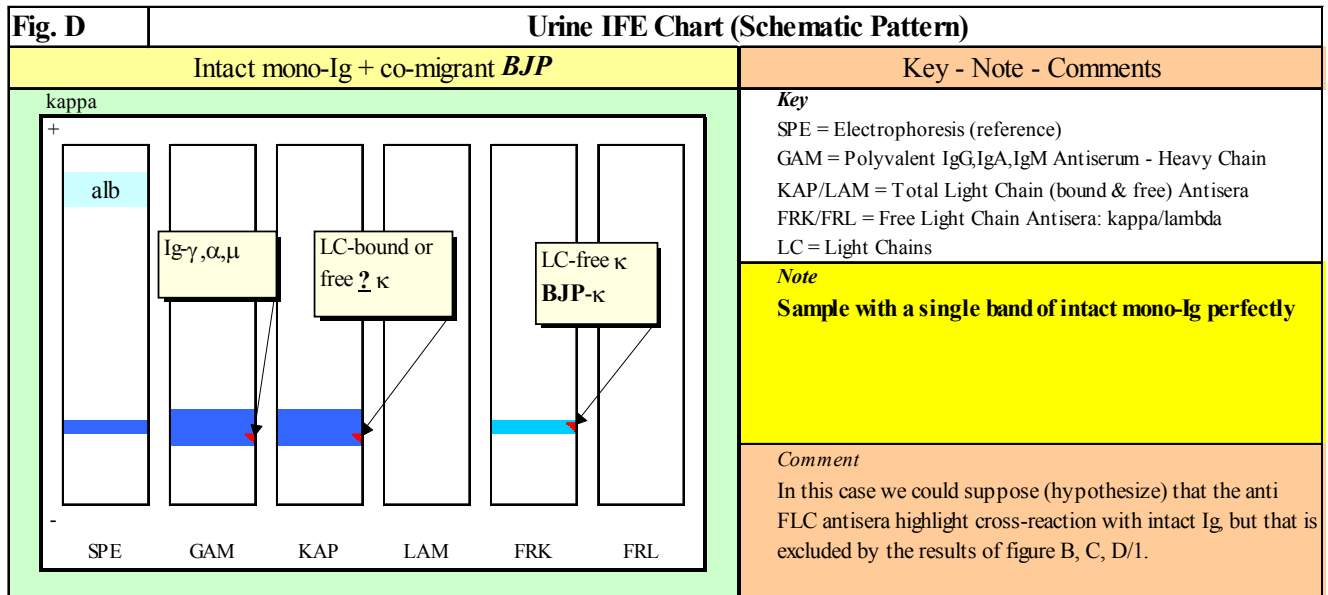 Fig. D
Urine IFE Chart (Schematic Pattern)
Intact mono-Ig + co-migrant BJP
Key - Note - Comments
kappa
+
alb
Ig-γ,α,μ
LC-bound or
free ? κ
LC-free κ
BJP-κ
-
SPE GAM KAP LAM FRK FRL
Key
SPE = Electrophoresis (reference)
GAM = Polyvalent IgG,IgA,IgM Antiserum - Heavy Chain
KAP/LAM = Total Light Chain (bound & free) Antisera
FRK/FRL = Free Light Chain Antisera: kappa/lambda
LC = Light Chains
Note
Sample with a single band of intact mono-Ig perfectly
Comment
In this case we could suppose (hypothesize) that the anti
FLC antisera highlight cross-reaction with intact Ig, but that is
excluded by the results of figure B, C, D/1.